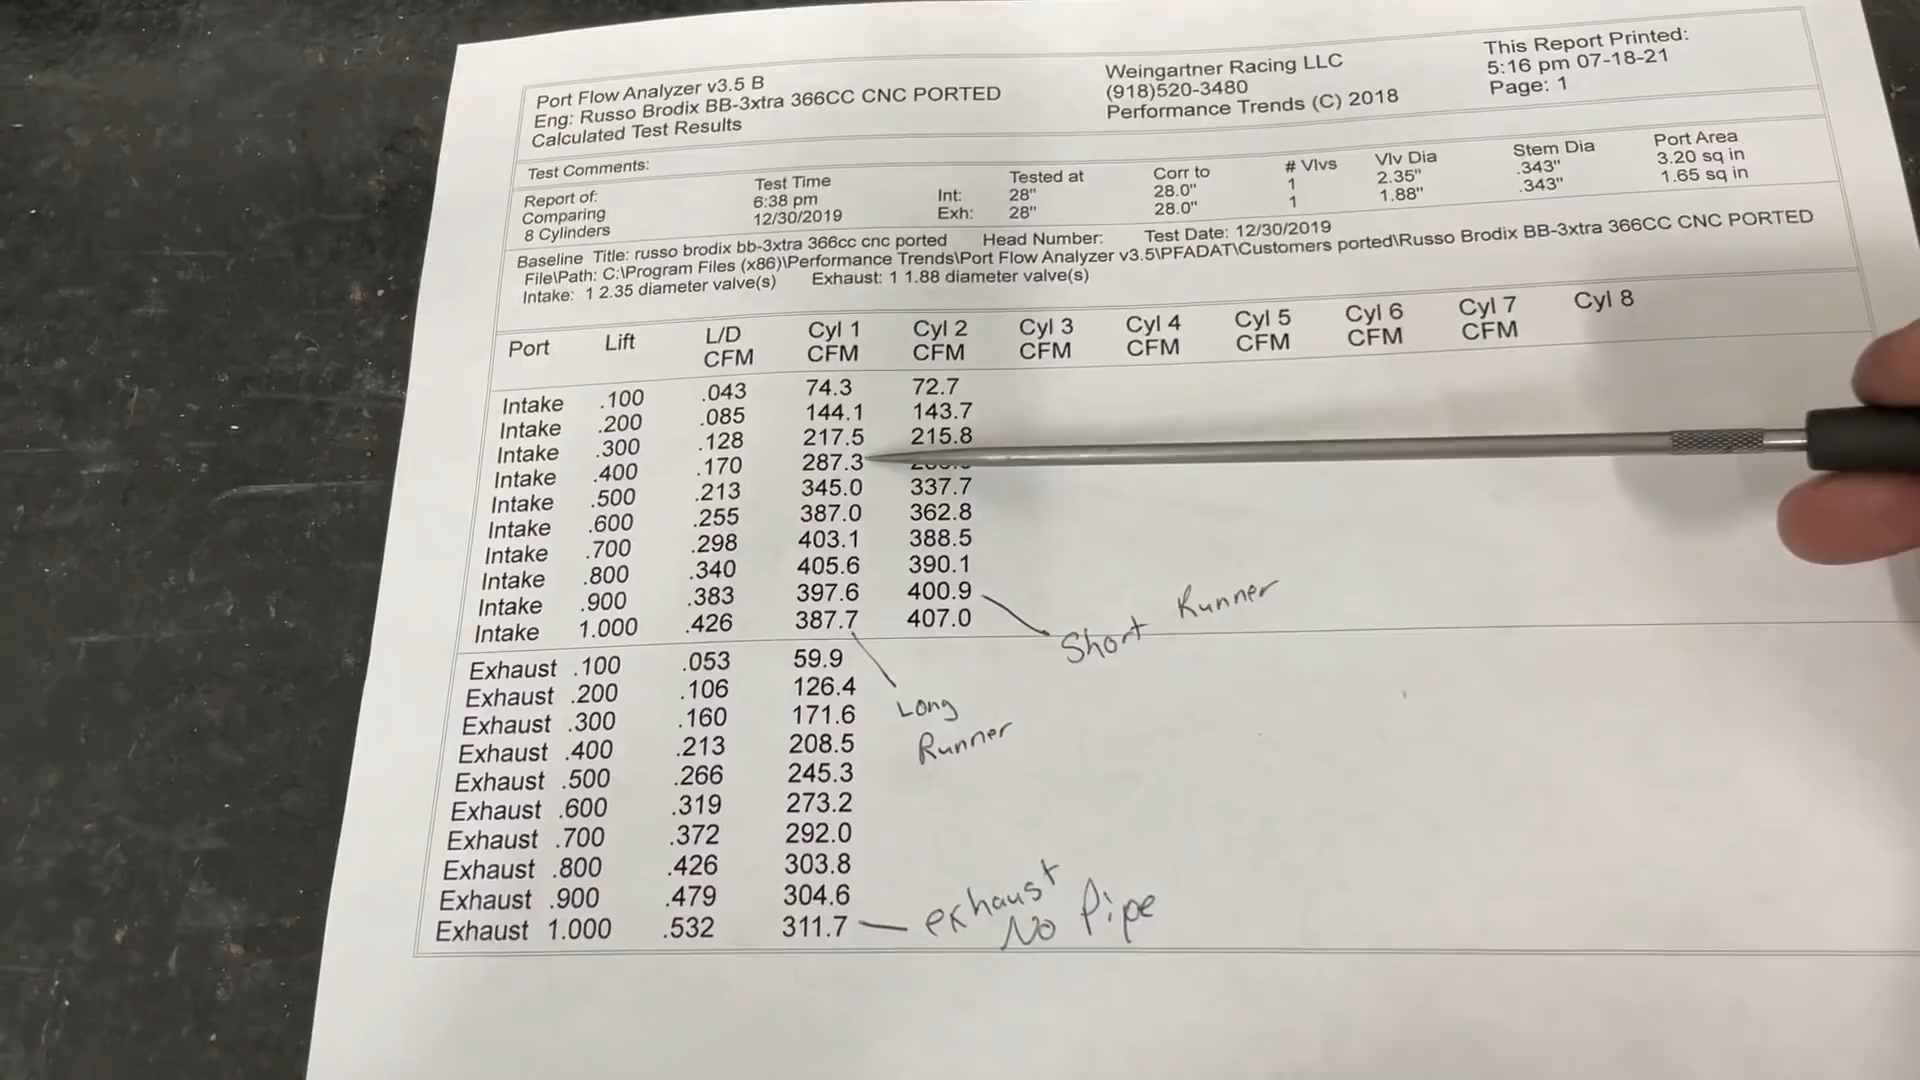 Port Flow Analyzer v3.5 B
Eng: Russo Brodix BB-3xtra 366CC CNC PORTED
Calculated Test Results
Weingartner Racing LLC
(918)520-3480
Performance Trends (C) 2018
This Report Printed:
5:16 pm 07-18-21
Page: 1
Test Comments:
Report of:
Comparing
8 Cylinders
Test Time
6:38 pm
12/30/2019
Tested at Corr to # Vlvs Vlv Dia Stem Dia Port Area
Int: 28" 28.0" 1 2.35" .343" 3.20 sq in
Exh: 28" 28.0" 1 1.88" .343" 1.65 sq in
Baseline Title: russo brodix bb-3xtra 366cc cnc ported Head Number: Test Date: 12/30/2019
File\Path: C:\Program Files (x86)\Performance Trends\Port Flow Analyzer v3.5\PFADAT\Customers ported\Russo Brodix BB-3xtra 366CC CNC PORTED
Intake: 1 2.35 diameter valve(s) Exhaust: 1 1.88 diameter valve(s)
Port Lift L/D Cyl 1 Cyl 2 Cyl 3 Cyl 4 Cyl 5 Cyl 6 Cyl 7 Cyl 8
CFM CFM CFM CFM CFM CFM CFM CFM
Intake .100 .043 74.3 72.7
Intake .200 .085 144.1 143.7
Intake .300 .128 217.5 215.8
Intake .400 .170 287.3
Intake .500 .213 345.0 337.7
Intake .600 .255 387.0 362.8
Intake .700 .298 403.1 388.5
Intake .800 .340 405.6 390.1
Intake .900 .383 397.6 400.9
Intake 1.000 .426 387.7 407.0
Short Runner
Exhaust .100 .053 59.9
Exhaust .200 .106 126.4
Exhaust .300 .160 171.6
Exhaust .400 .213 208.5
Exhaust .500 .266 245.3
Exhaust .600 .319 273.2
Exhaust .700 .372 292.0
Exhaust .800 .426 303.8
Exhaust .900 .479 304.6
Exhaust 1.000 .532 311.7
Long
Runner
exhaust
No Pipe